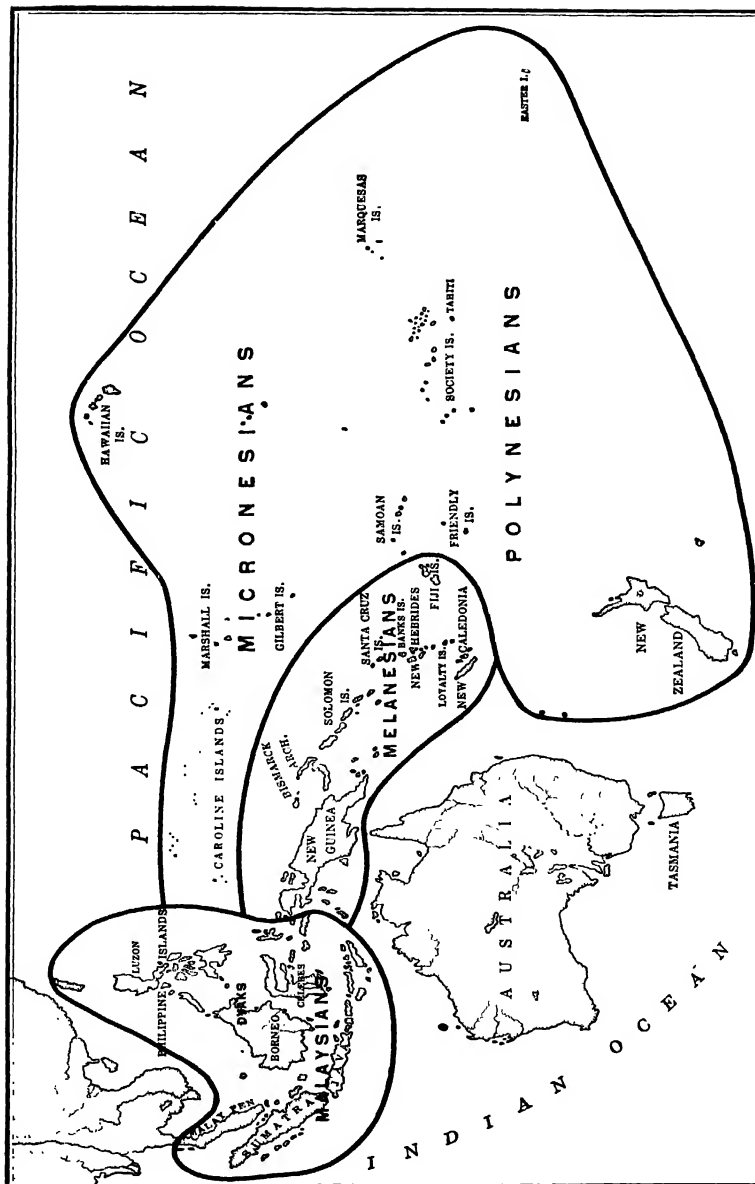 PACIFIC OCEAN
HAWAIIAN
IS.
LUZON
PHILIPPINE ISLANDS
MARSHALL IS.
CAROLINE ISLANDS
MICRONESIANS
GILBERT IS.
DYAKS
MALAY PEN
BORNEO
CELEBES
SUMATRA
MALAYSIANS
JAVA
NEW
GUINEA
BISMARCK
ARCH.
SOLOMON
IS.
MELANESIANS
SANTA CRUZ
IS.
BANKS IS.
NEW HEBRIDES
FIJI
IS.
LOYALTY IS.
NEW CALEDONIA
SAMOAN
IS.
FRIENDLY
IS.
MARQUESAS
IS.
SOCIETY IS.
TAHITI
POLYNESIANS
EASTER I.
AUSTRALIA
TASMANIA
NEW
ZEALAND
INDIAN OCEAN